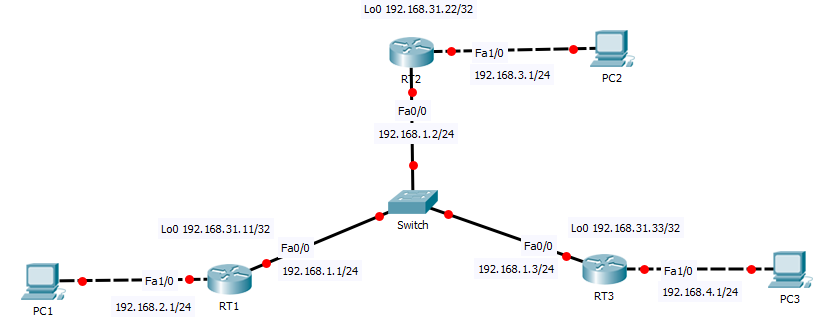 Lo0 192.168.31.22/32
Fa1/0
RT2
192.168.3.1/24
PC2
Fa0/0
192.168.1.2/24
Switch
Lo0 192.168.31.11/32
Fa0/0
192.168.1.1/24
Fa1/0
192.168.2.1/24
PC1
RT1
Lo0 192.168.31.33/32
Fa0/0
192.168.1.3/24
Fa1/0
192.168.4.1/24
RT3
PC3